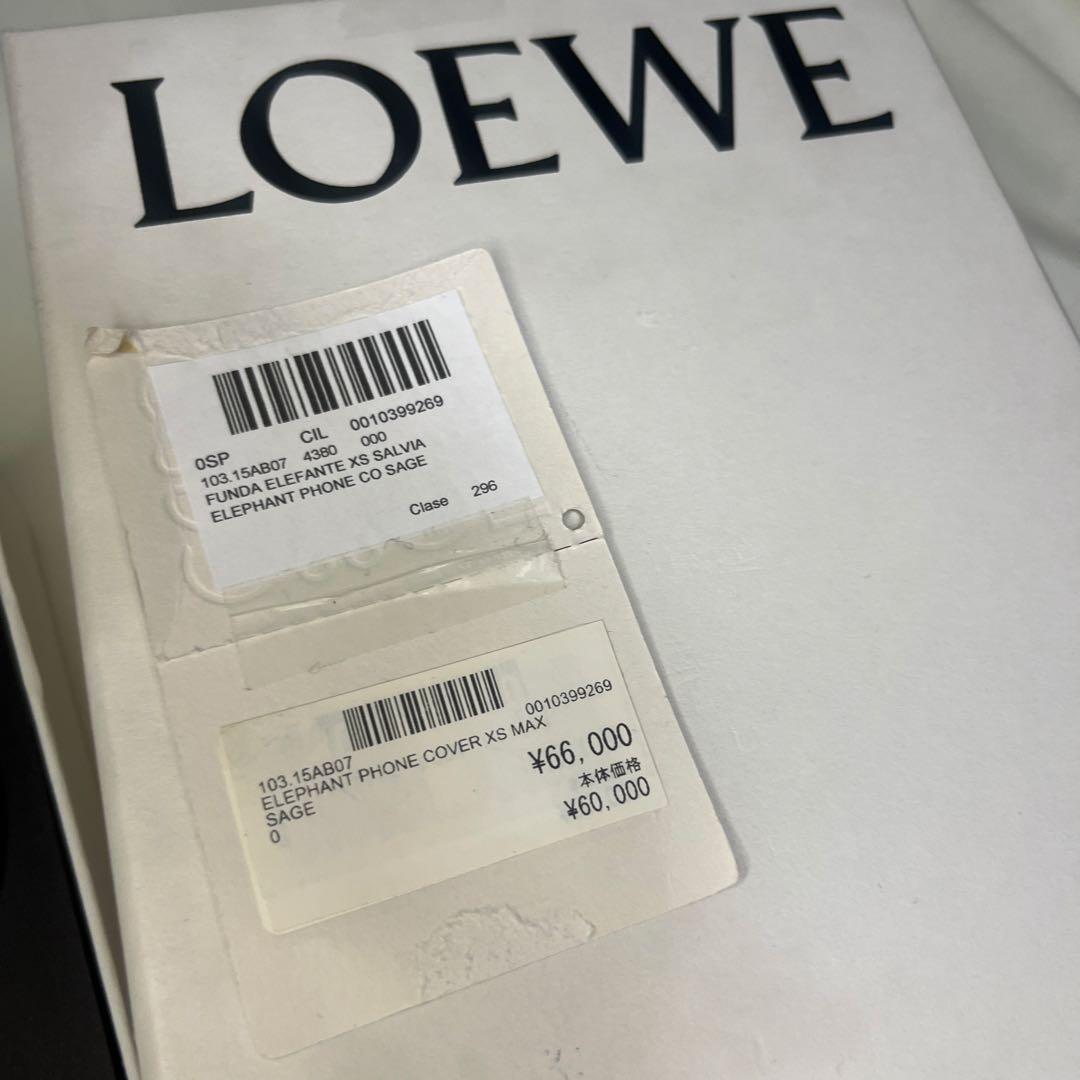 LOEWE
0SP CIL 0010399269
103.15AB07 4380 000
FUNDA ELEFANTE XS SALVIA
ELEPHANT PHONE CO SAGE
Clase 296
0010399269
103.15AB07
ELEPHANT PHONE COVER XS MAX
SAGE
0
¥66,000
本体価格
¥60,000